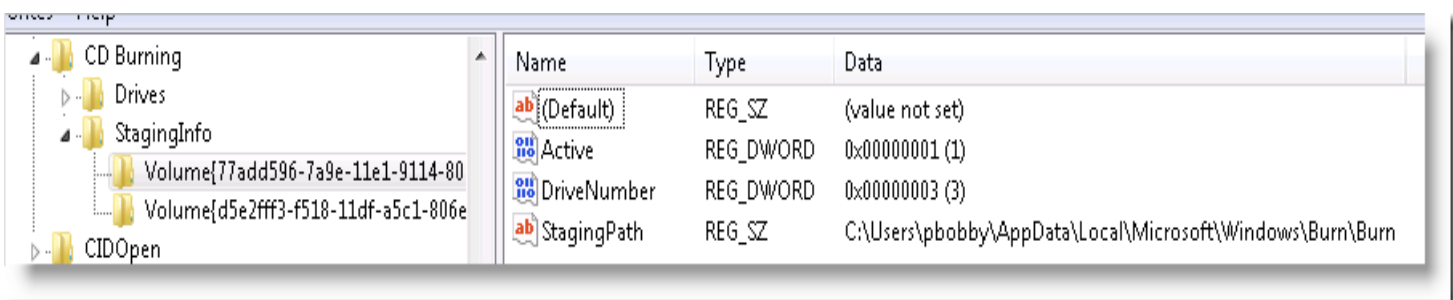 CD Burning
Drives
StagingInfo
Volume{77add596-7a9e-11e1-9114-80
Volume{d5e2fff3-f518-11df-a5c1-806e
CIDOpen
Name Type Data
(Default) REG_SZ (value not set)
Active REG_DWORD 0x00000001 (1)
DriveNumber REG_DWORD 0x00000003 (3)
StagingPath REG_SZ C:\Users\pbobby\AppData\Local\Microsoft\Windows\Burn\Burn